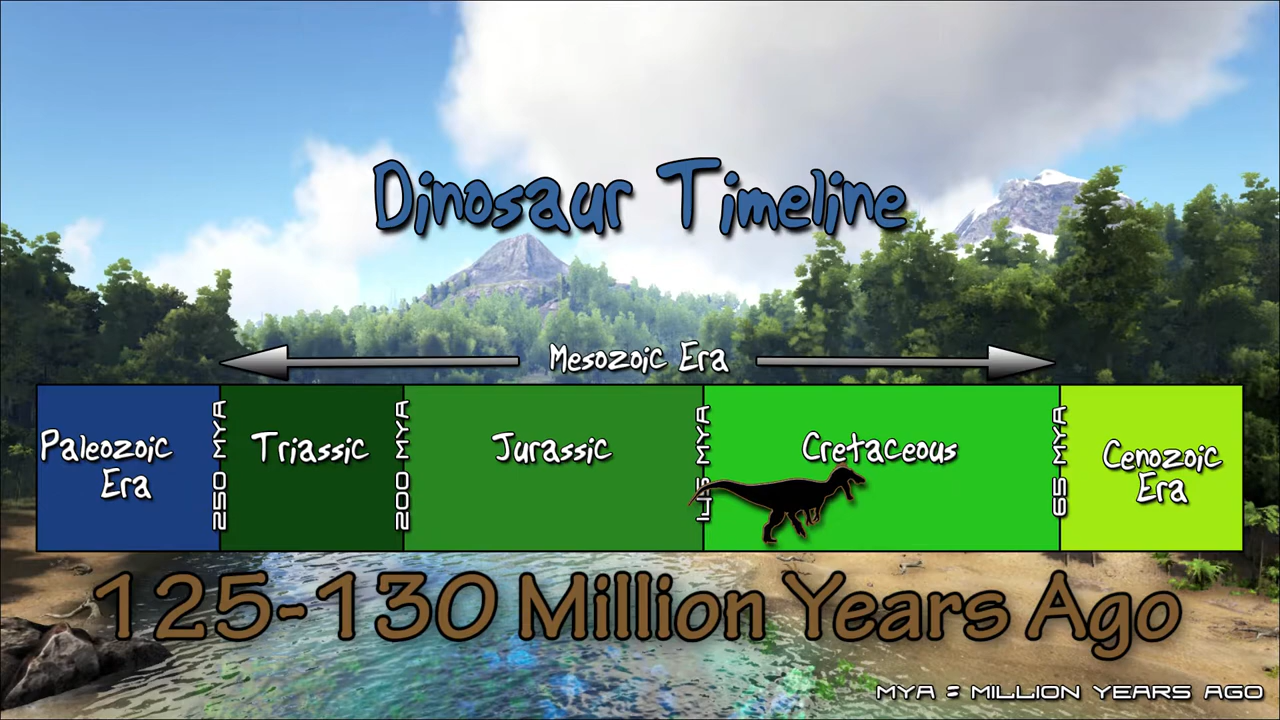 Dinosaur Timeline
Mesozoic Era
Paleozoic
Era
250 MYA
Triassic
200 MYA
Jurassic
145 MYA
Cretaceous
65 MYA
Cenozoic
Era
125-130 Million Years Ago
MYA = MILLION YEARS AGO